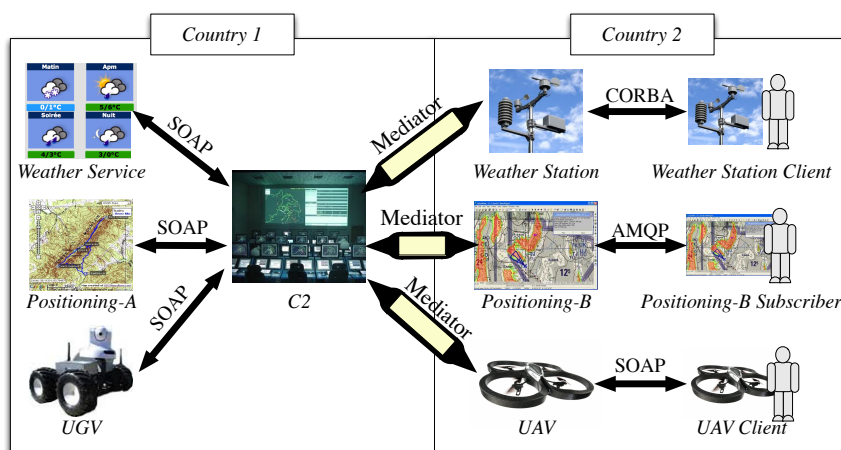 Country 1
Country 2
Matin
Apm
0/1°C
5/6°C
Soirée
Nuit
4/3°C
3/0°C
Weather Service
SOAP
Mediator
Weather Station
CORBA
Weather Station Client
Positioning-A
SOAP
C2
Mediator
Positioning-B
12⁵
AMQP
Positioning-B Subscriber
12
UGV
SOAP
Mediator
UAV
SOAP
UAV Client